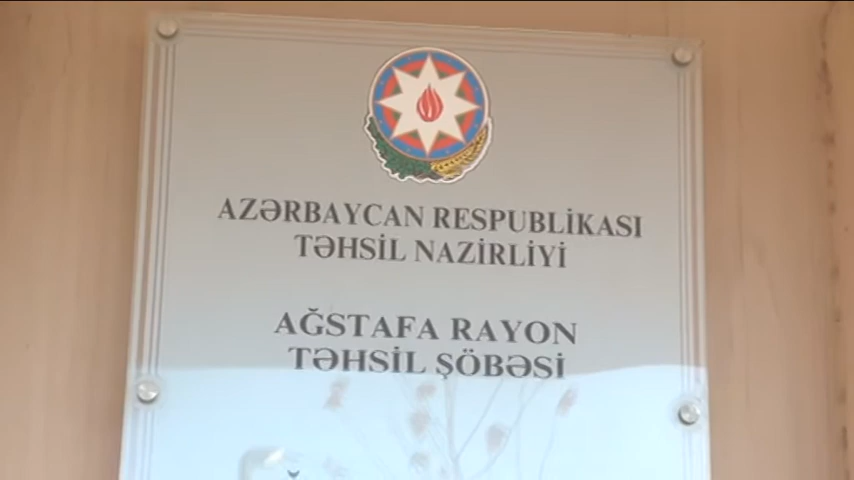 AZƏRBAYCAN RESPUBLİKASI
TƏHSİL NAZİRLİYİ
AĞSTAFA RAYON
TƏHSİL ŞÖBƏSİ